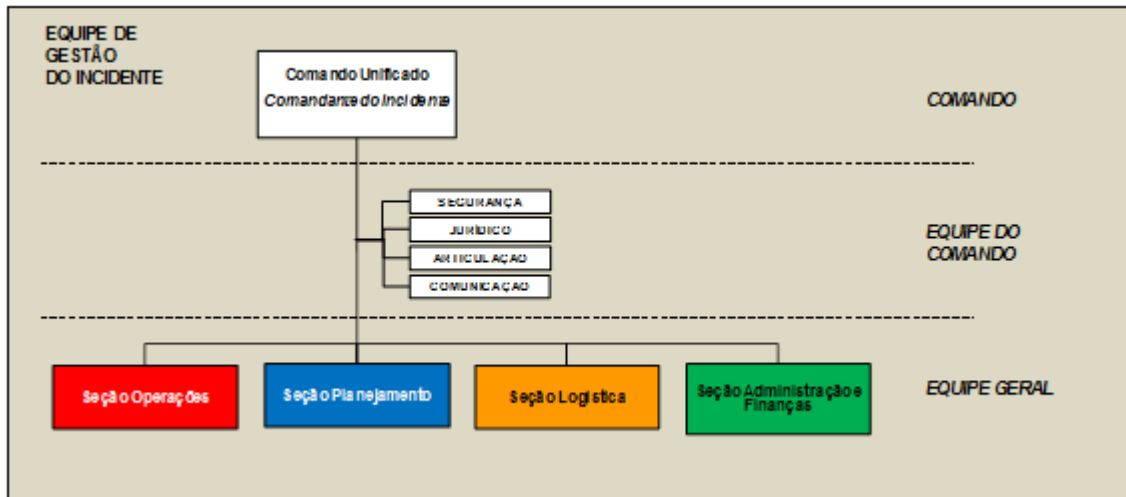 EQUIPE DE
GESTÃO
DO INCIDENTE
Comando Unificado
Comandante do Incidente
COMANDO
SEGURANÇA
JURÍDICO
ARTICULAÇÃO
COMUNICAÇÃO
EQUIPE DO
COMANDO
Seção Operações
Seção Planejamento
Seção Logística
Seção Administração e
Finanças
EQUIPE GERAL